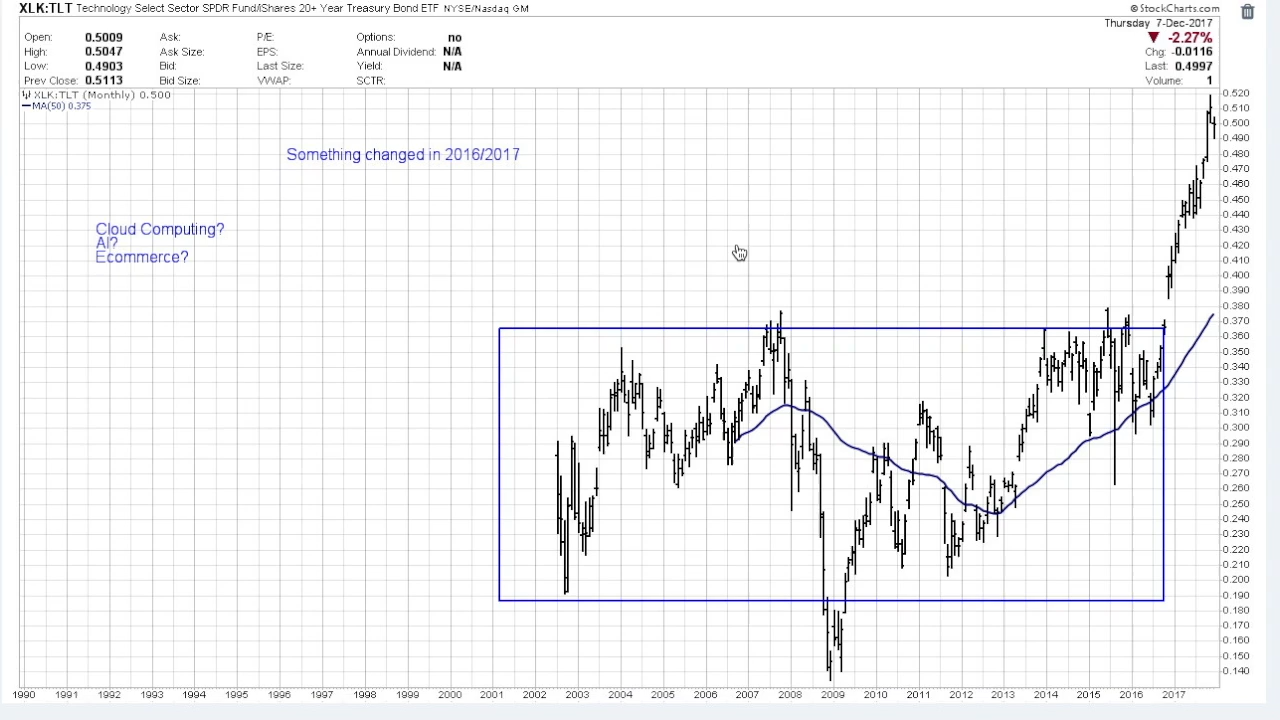 XLK:TLT Technology Select Sector SPDR Fund/iShares 20+ Year Treasury Bond ETF NYSE/Nasdaq GM
© StockCharts.com
Thursday 7-Dec-2017
Open: 0.5009 Ask: P/E: Options: no ▼ -2.27%
High: 0.5047 Ask Size: EPS: Annual Dividend: N/A Chg: -0.0116
Low: 0.4903 Bid: Last Size: Yield: N/A Last: 0.4997
Prev Close: 0.5113 Bid Size: VWAP: SCTR: Volume: 1
XLK:TLT (Monthly) 0.500
MA(50) 0.375
Something changed in 2016/2017
Cloud Computing?
AI?
Ecommerce?
0.520
0.510
0.500
0.490
0.480
0.470
0.460
0.450
0.440
0.430
0.420
0.410
0.400
0.390
0.380
0.370
0.360
0.350
0.340
0.330
0.320
0.310
0.300
0.290
0.280
0.270
0.260
0.250
0.240
0.230
0.220
0.210
0.200
0.190
0.180
0.170
0.160
0.150
0.140
1990 1991 1992 1993 1994 1995 1996 1997 1998 1999 2000 2001 2002 2003 2004 2005 2006 2007 2008 2009 2010 2011 2012 2013 2014 2015 2016 2017